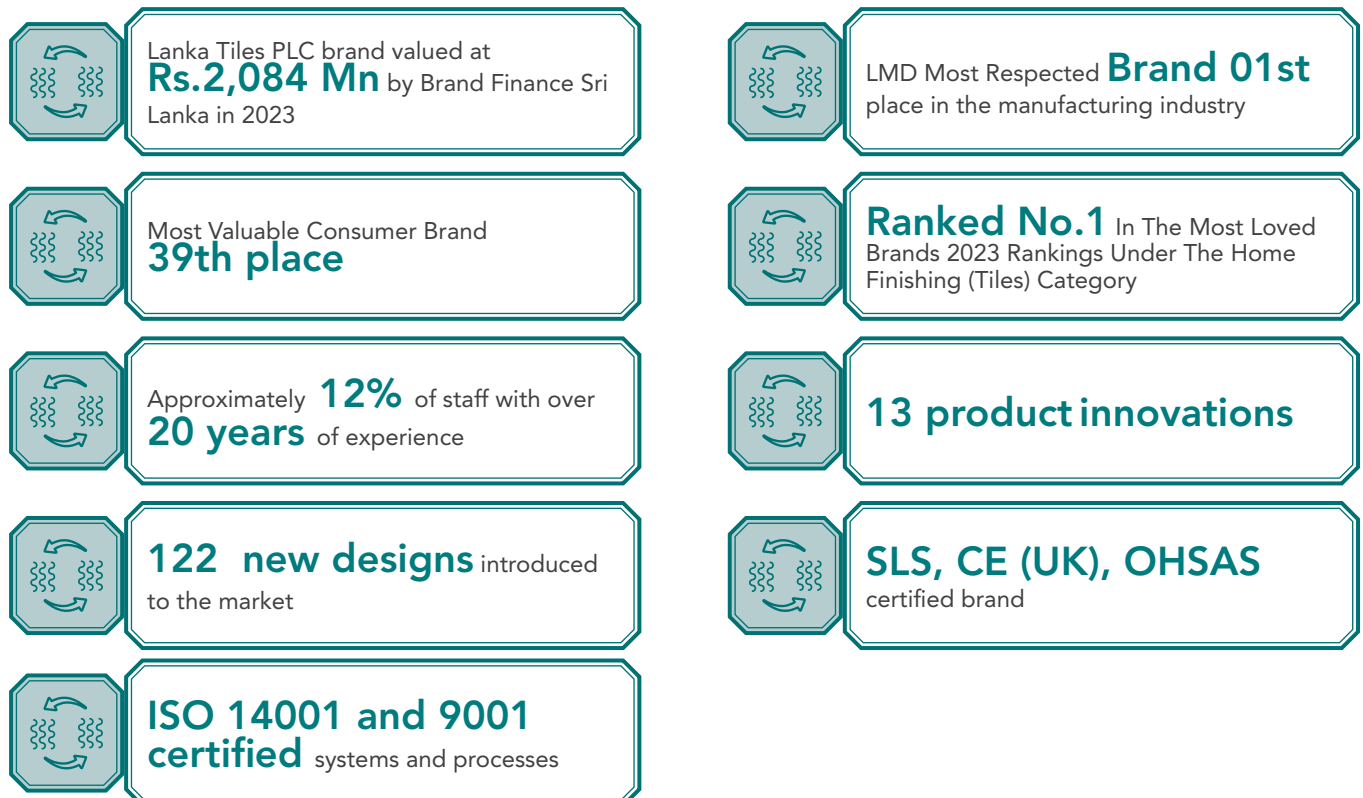 Lanka Tiles PLC brand valued at
Rs.2,084 Mn by Brand Finance Sri
Lanka in 2023
LMD Most Respected Brand 01st
place in the manufacturing industry
Most Valuable Consumer Brand
39th place
Ranked No.1 In The Most Loved
Brands 2023 Rankings Under The Home
Finishing (Tiles) Category
Approximately 12% of staff with over
20 years of experience
13 product innovations
122 new designs introduced
to the market
SLS, CE (UK), OHSAS
certified brand
ISO 14001 and 9001
certified systems and processes